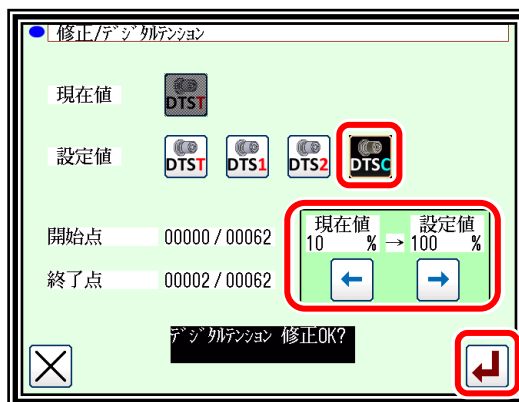 修正/デジタルテンション
現在値
DTST
設定値
DTST DTS1 DTS2 DTSC
開始点 00000 / 00062
終了点 00002 / 00062
現在値 設定値
10 % → 100 %
デジタルテンション 修正OK?